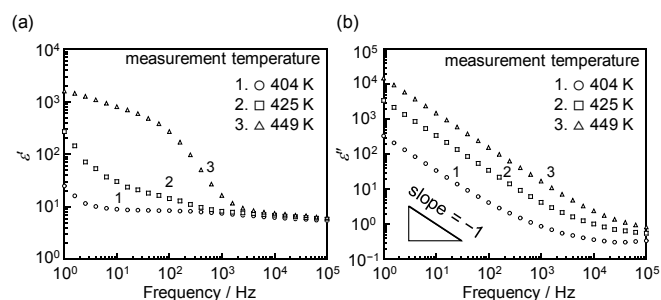 (a)
measurement temperature
1. ○ 404 K
2. □ 425 K
3. △ 449 K
10⁴
10³
10²
10¹
10⁰
ε'
1
2
3
10⁰ 10¹ 10² 10³ 10⁴ 10⁵
Frequency / Hz
(b)
measurement temperature
1. ○ 404 K
2. □ 425 K
3. △ 449 K
10⁵
10⁴
10³
10²
10¹
10⁰
10⁻¹
ε''
1
2
3
slope = -1
10⁰ 10¹ 10² 10³ 10⁴ 10⁵
Frequency / Hz